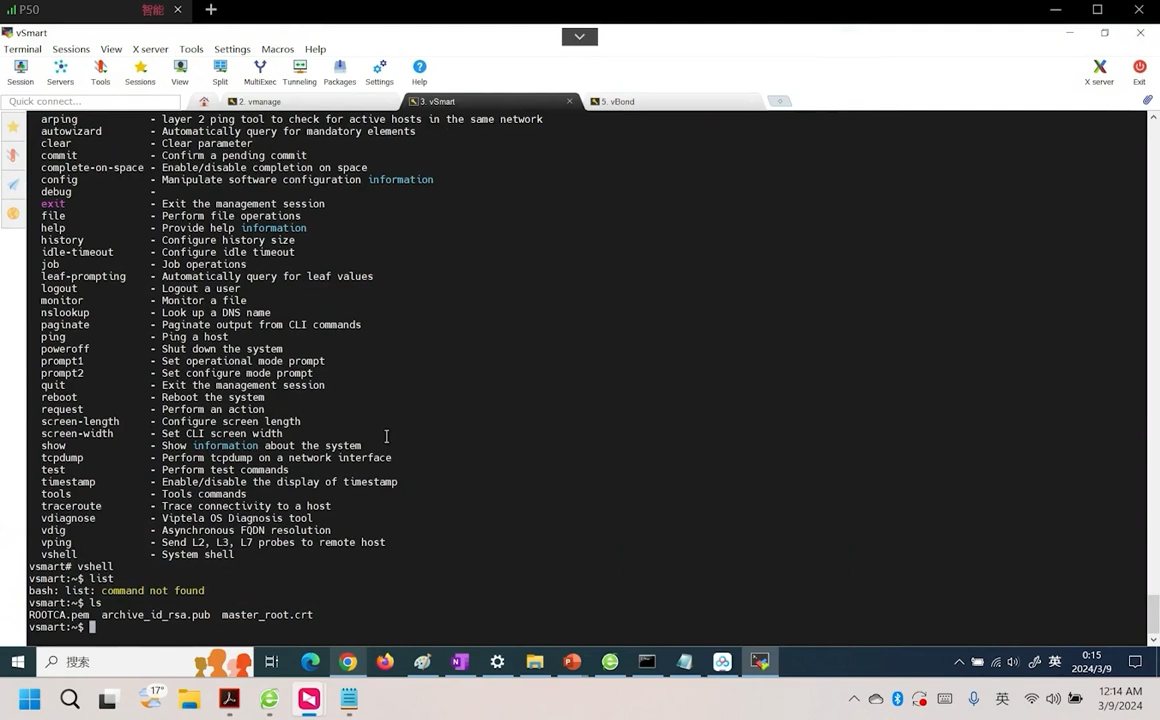 P50 智能
vSmart
Terminal Sessions View X server Tools Settings Macros Help
Session Servers Tools Sessions View Split MultiExec Tunneling Packages Settings Help X server Exit
Quick connect... 2. vmanage 3. vSmart 5. vBond
arping - layer 2 ping tool to check for active hosts in the same network
autowizard - Automatically query for mandatory elements
clear - Clear parameter
commit - Confirm a pending commit
complete-on-space - Enable/disable completion on space
config - Manipulate software configuration information
debug -
exit - Exit the management session
file - Perform file operations
help - Provide help information
history - Configure history size
idle-timeout - Configure idle timeout
job - Job operations
leaf-prompting - Automatically query for leaf values
logout - Logout a user
monitor - Monitor a file
nslookup - Look up a DNS name
paginate - Paginate output from CLI commands
ping - Ping a host
poweroff - Shut down the system
prompt1 - Set operational mode prompt
prompt2 - Set configure mode prompt
quit - Exit the management session
reboot - Reboot the system
request - Perform an action
screen-length - Configure screen length
screen-width - Set CLI screen width
show - Show information about the system
tcpdump - Perform tcpdump on a network interface
test - Perform test commands
timestamp - Enable/disable the display of timestamp
tools - Tools commands
traceroute - Trace connectivity to a host
vdiagnose - Viptela OS Diagnosis tool
vdig - Asynchronous FQDN resolution
vping - Send L2, L3, L7 probes to remote host
vshell - System shell
vsmart# vshell
vsmart:~$ list
bash: list: command not found
vsmart:~$ ls
ROOTCA.pem archive_id_rsa.pub master_root.crt
vsmart:~$
搜索 英 0:15
2024/3/9
17° 英 12:14 AM
3/9/2024